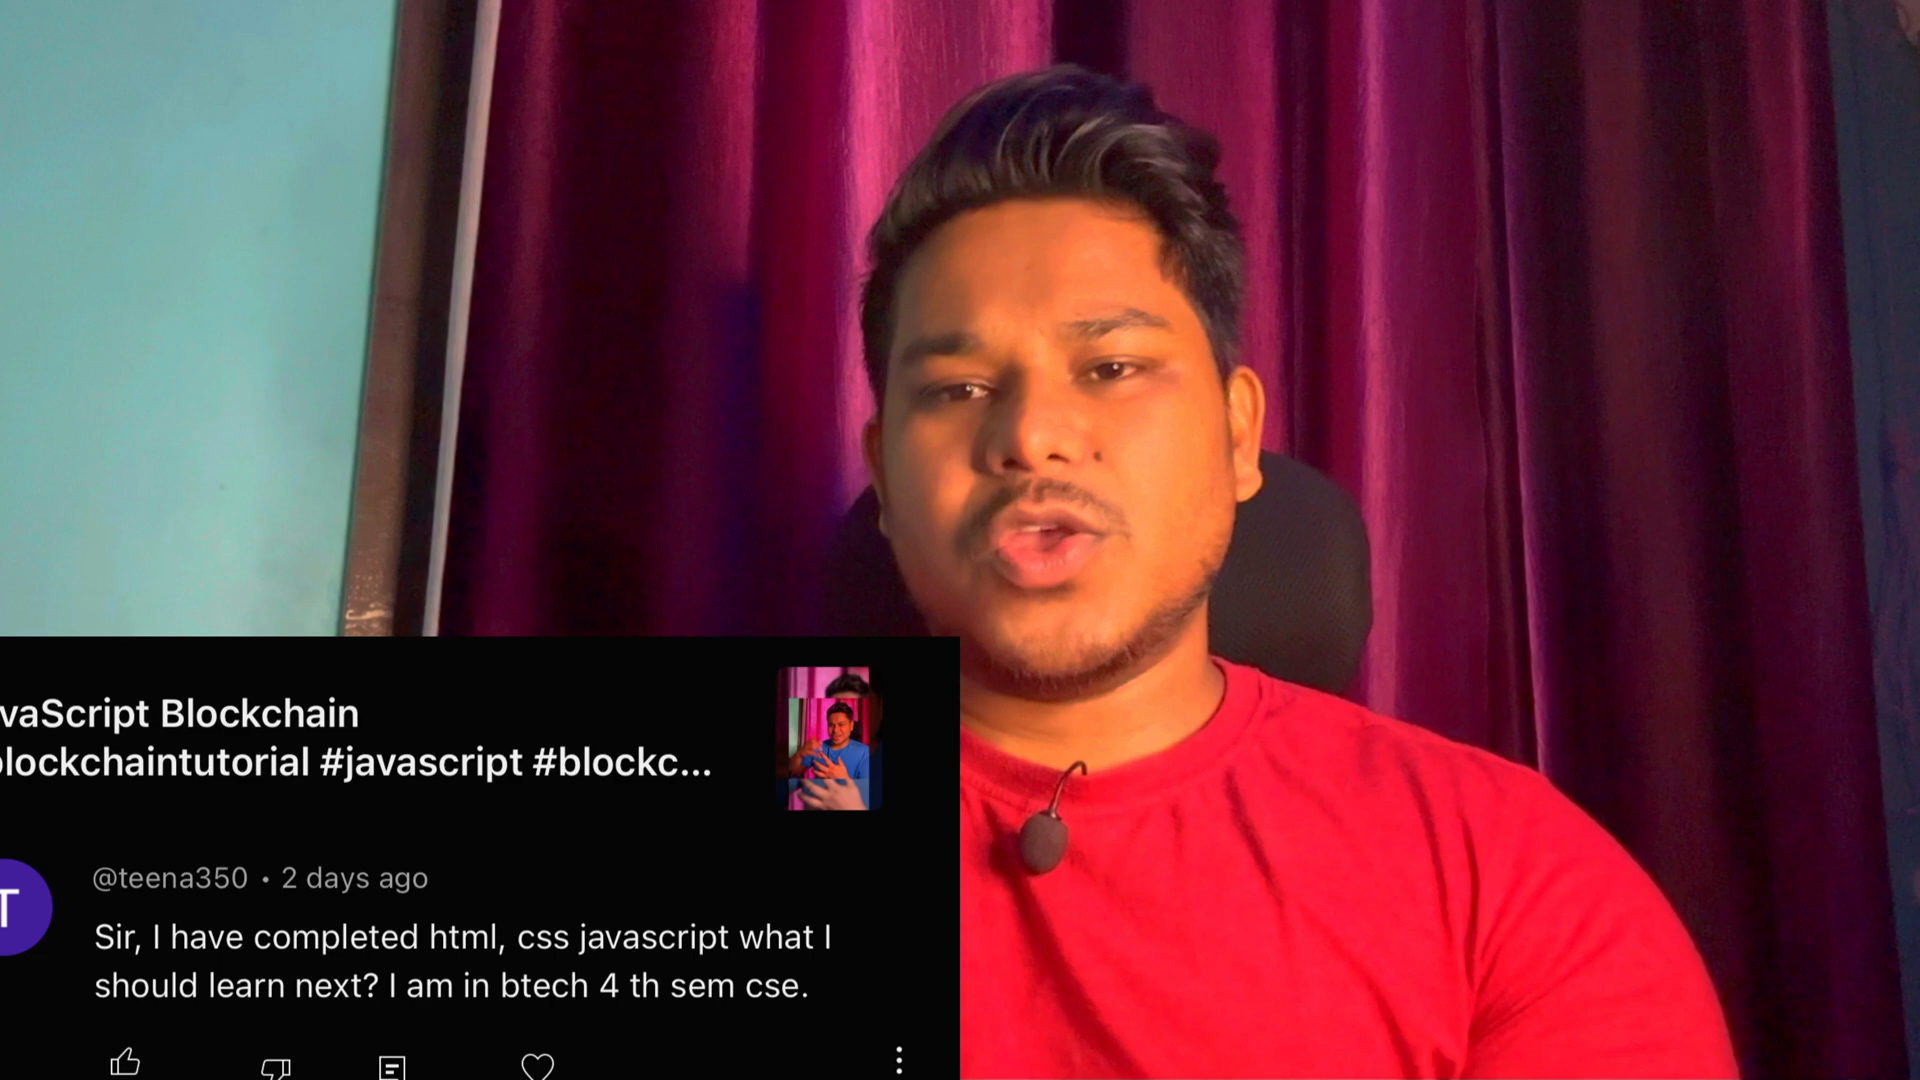 vaScript Blockchain
lockchaintutorial #javascript #blockc...
T
@teena350 • 2 days ago
Sir, I have completed html, css javascript what I
should learn next? I am in btech 4 th sem cse.